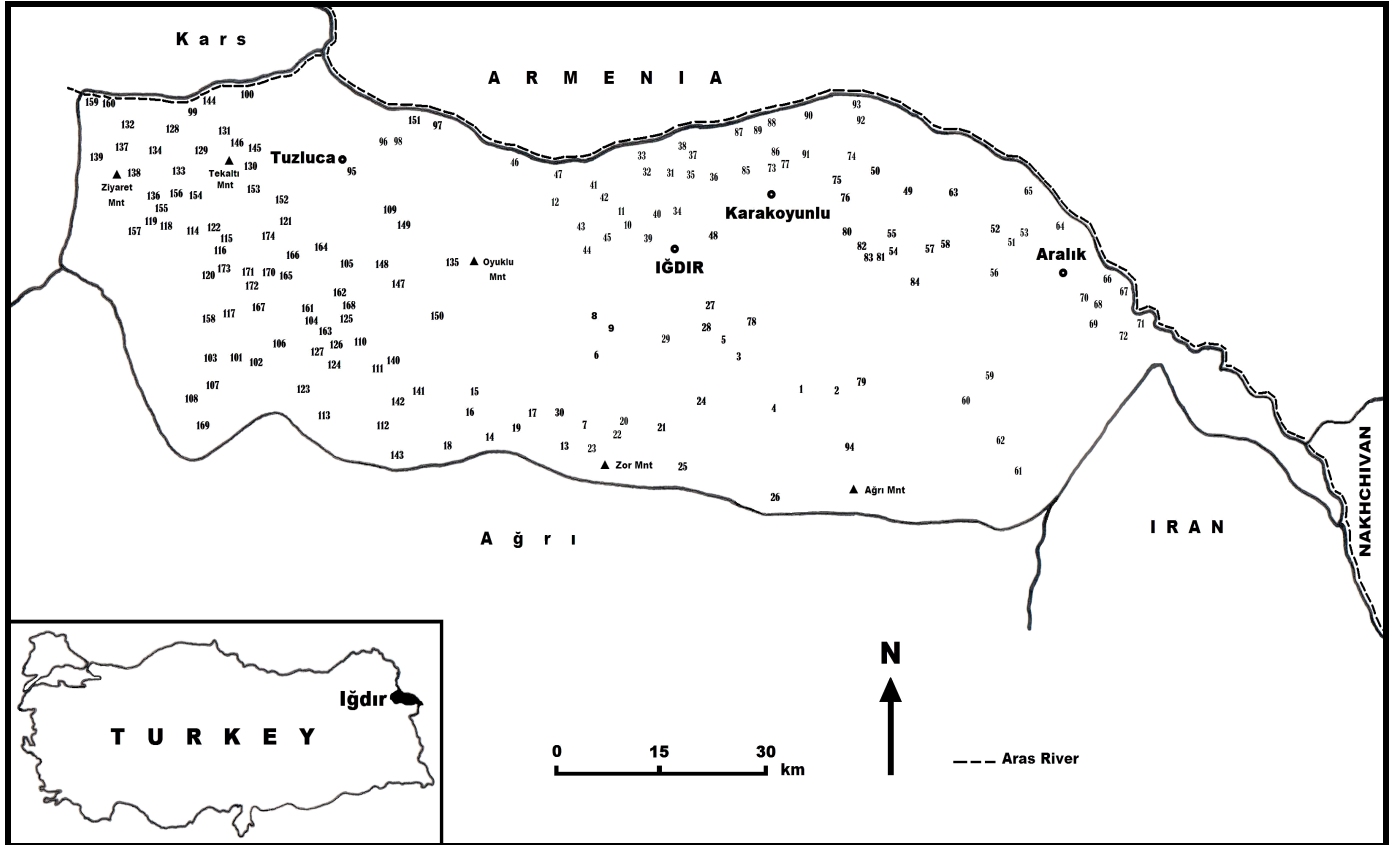 Kars
ARMENIA
159 160 144 100
99
93
92
151 97
90
88
89
87
132 128 131
137 134 129 146 145
96 98
38
139
46
33 37
86 91 74
Tuzluca
95
138 133
Tekaltı
Mnt
130
47
32 31 35 36
85 73 77
50
75
Ziyaret
Mnt
136 156 154
155
153
152
41
42
12
76
49 63 65
Karakoyunlu
119 118
157 114 122
115
116
121
174
109
149
11
10
40 34
43
45 39
44
48
80
82
83 81
55
54
57 58
52 53
51
64
164
166
IĞDIR
Aralık
120 173 171 170 165
172
105 148
147
135
Oyuklu
Mnt
84
56
66
67
70 68
69
71
72
162
168
125
158 117 167
161
104
163
150
8
9
27
28
78
29 5
3
6
103 101 102
106
127 126 110
124
111 140
107
108
123
141
142
15
16
17 30
7
20
22
24
1 2 79
4
59
60
169
113
112
143
18
14
19
13 23
21
25
94
62
61
Zor Mnt
26
Ağrı Mnt
Ağrı
IRAN
NAKHCHIVAN
N
Iğdır
TURKEY
0 15 30
km
Aras River